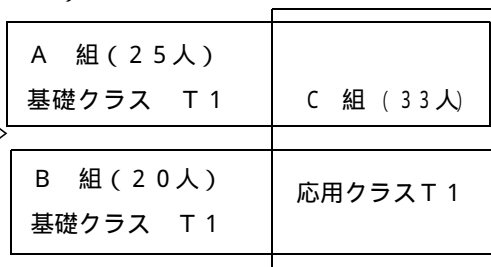 A　組(２５人)
基礎クラス　T１
C　組 (３３人)
B　組(２０人)
基礎クラス　T１
応用クラスT１